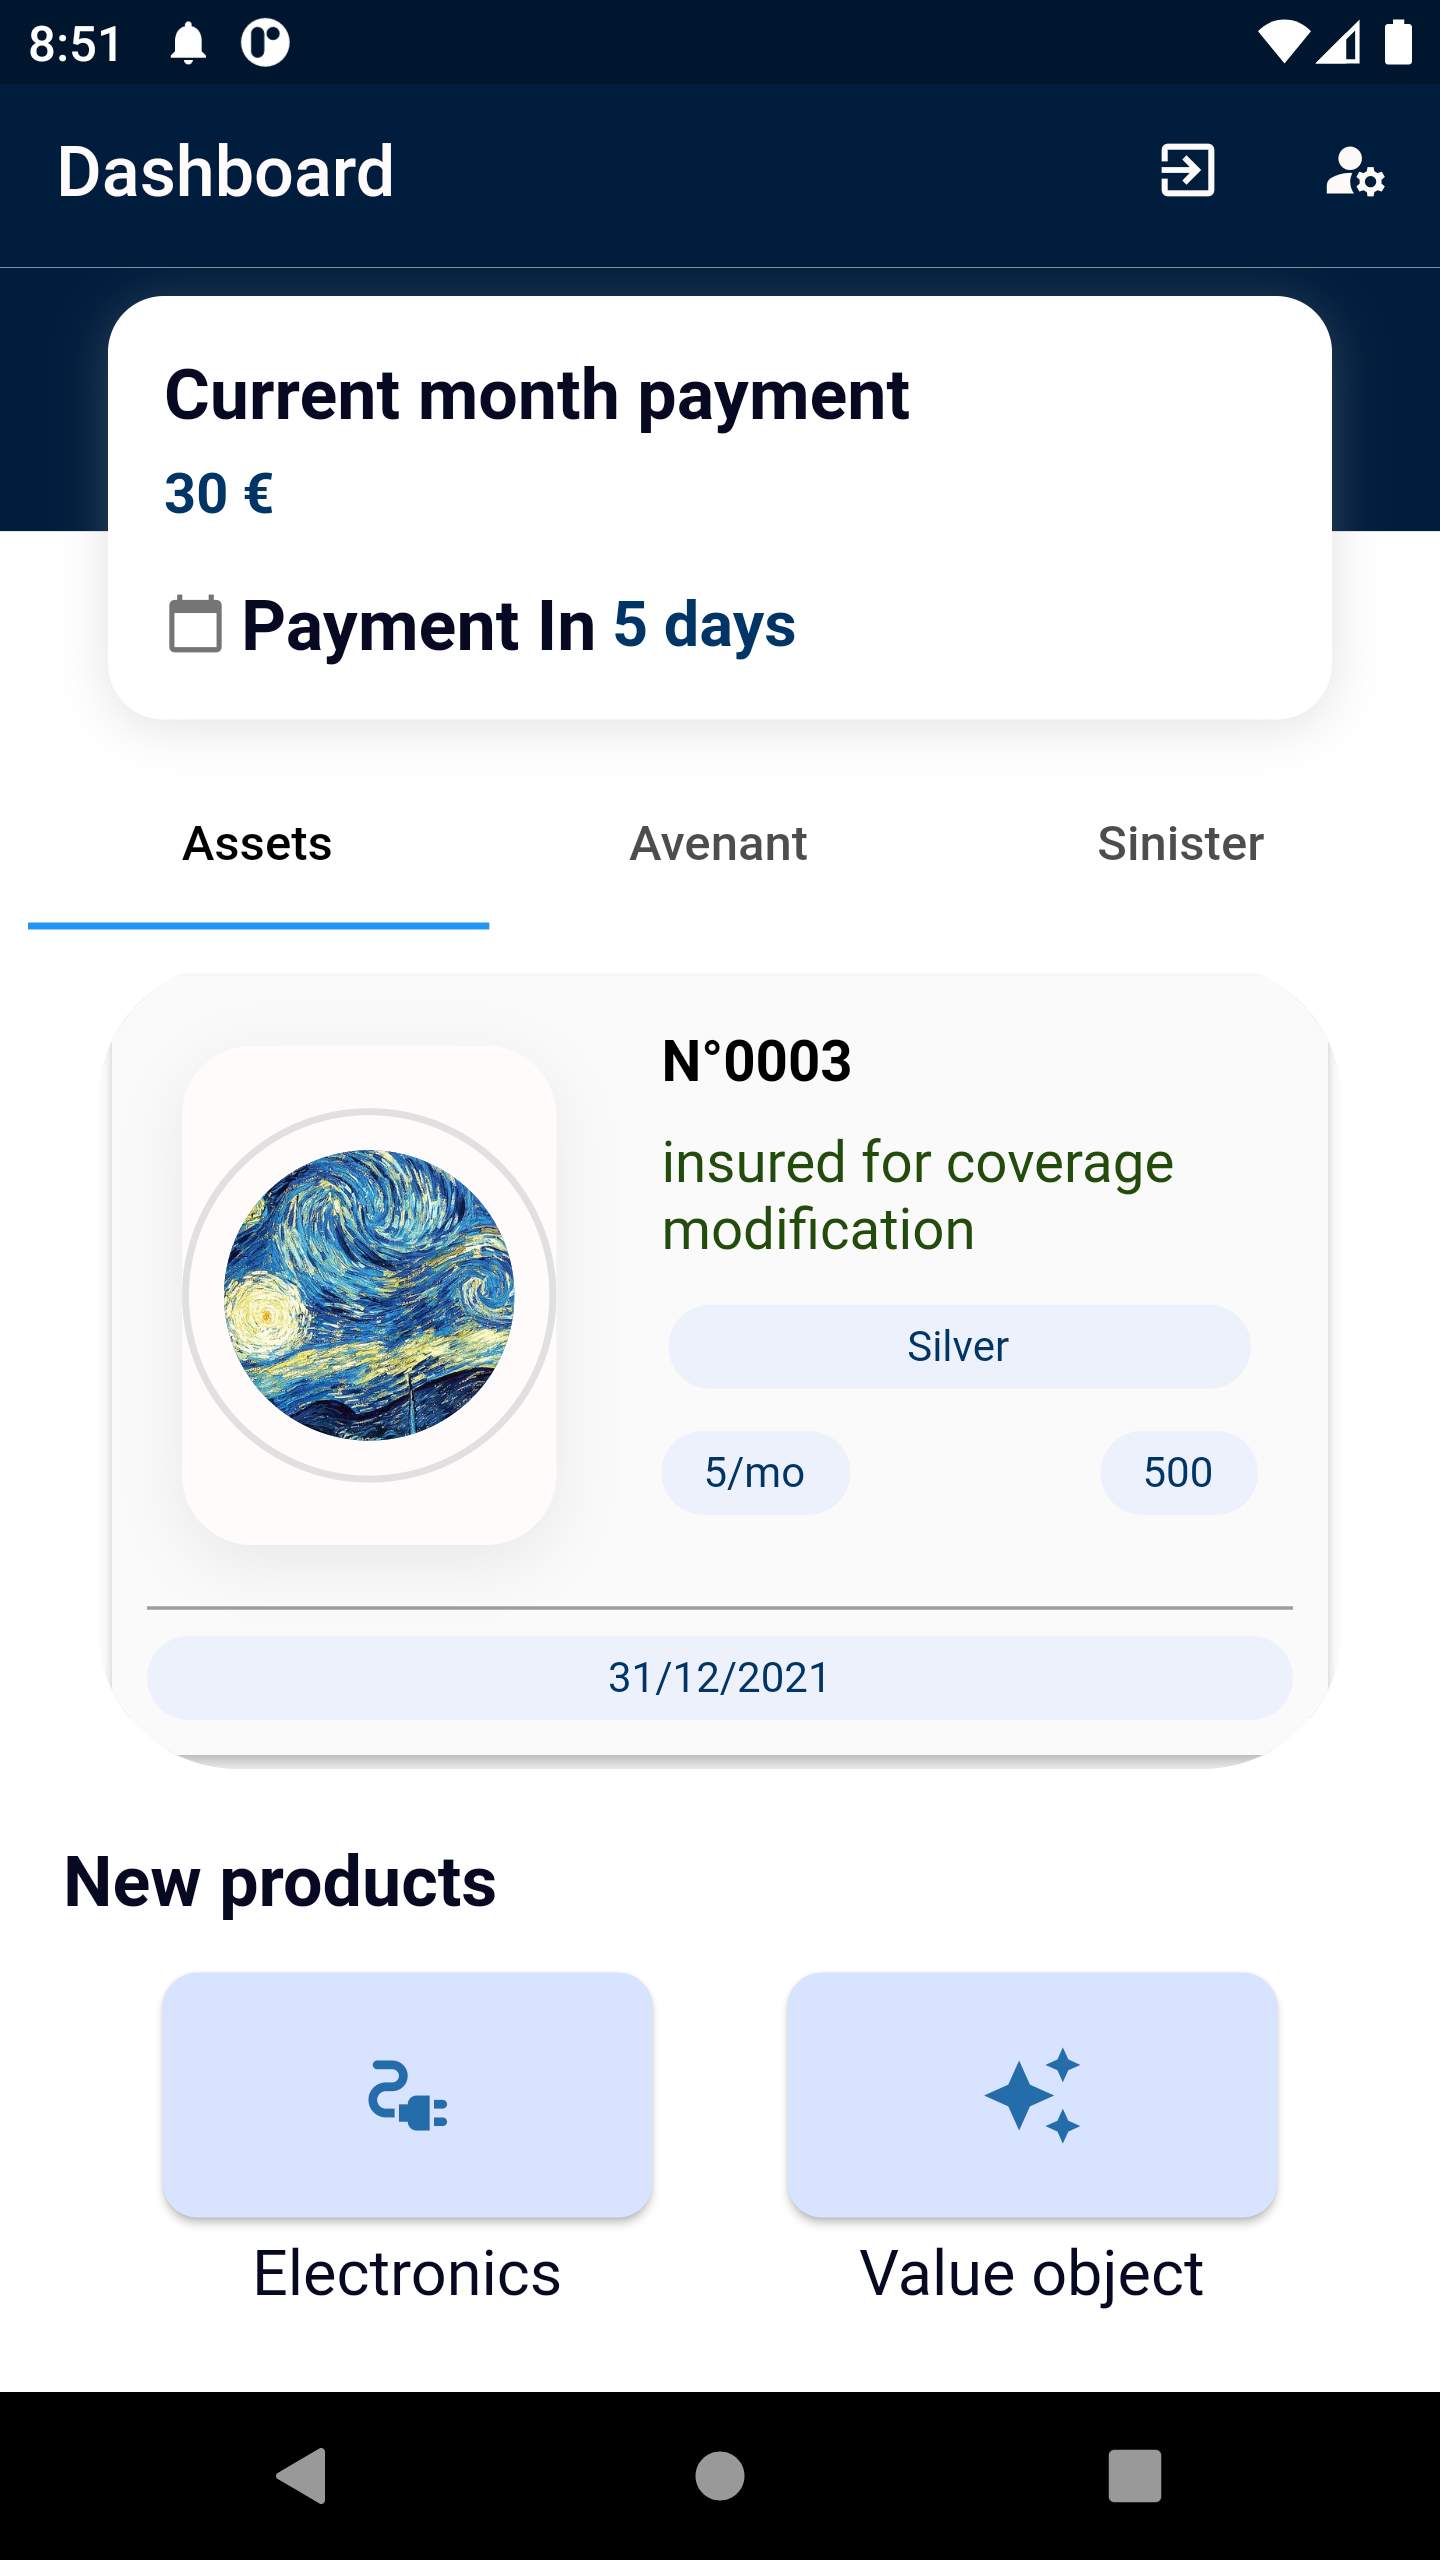 8:51
Dashboard
Current month payment
30 €
Payment In 5 days
Assets Avenant Sinister
N°0003
insured for coverage
modification
Silver
5/mo 500
31/12/2021
New products
Electronics Value object